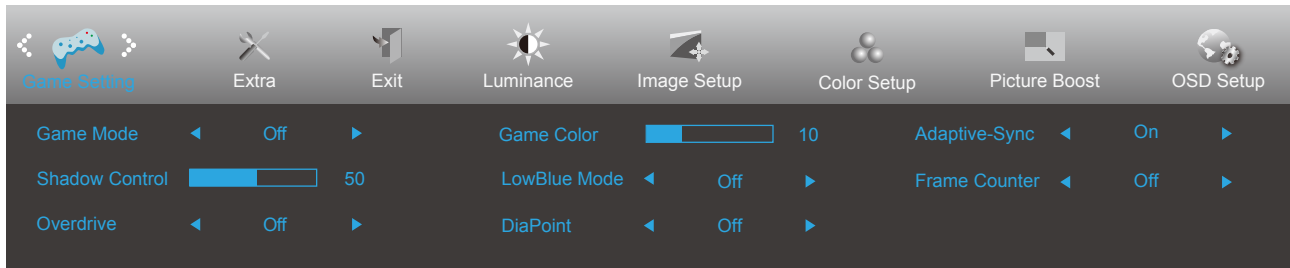 Game Setting Extra Exit Luminance Image Setup Color Setup Picture Boost OSD Setup
Game Mode Off Game Color 10 Adaptive-Sync On
Shadow Control 50 LowBlue Mode Off Frame Counter Off
Overdrive Off DiaPoint Off